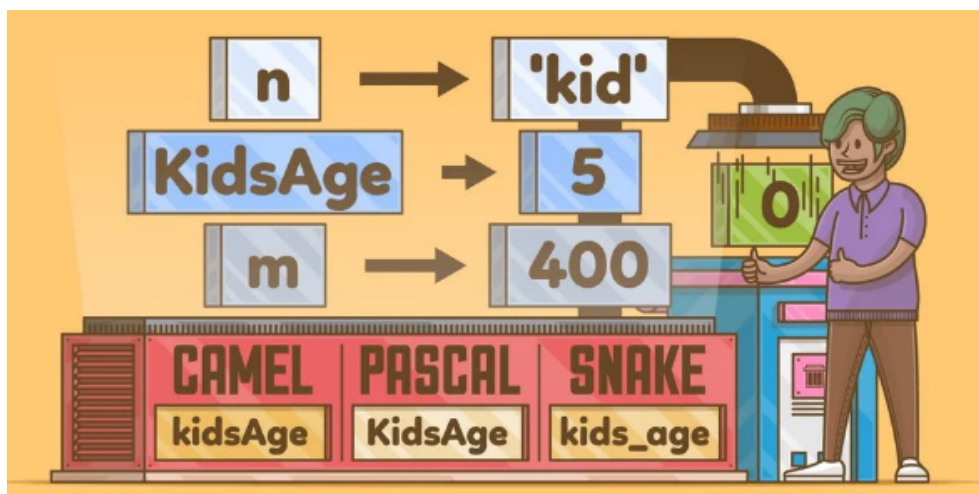 n 'kid'
KidsAge 5
m 400
0
CAMEL PASCAL SNAKE
kidsAge KidsAge kids_age